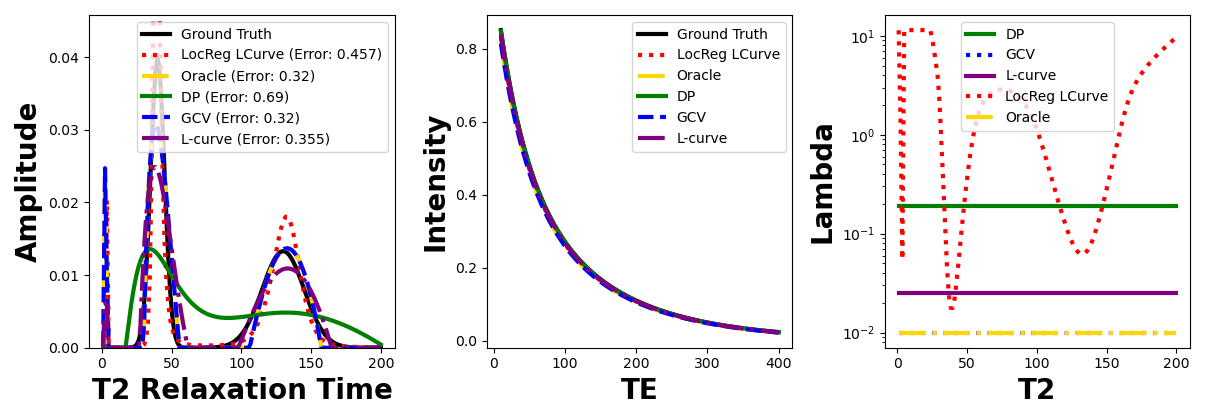 Amplitude
0.04
0.03
0.02
0.01
0.00
Ground Truth
LocReg LCurve (Error: 0.457)
Oracle (Error: 0.32)
DP (Error: 0.69)
GCV (Error: 0.32)
L-curve (Error: 0.355)
0 50 100 150 200
T2 Relaxation Time
Intensity
0.8
0.6
0.4
0.2
0.0
Ground Truth
LocReg LCurve
Oracle
DP
GCV
L-curve
0 100 200 300 400
TE
Lambda
10¹
10⁰
10⁻¹
10⁻²
DP
GCV
L-curve
LocReg LCurve
Oracle
0 50 100 150 200
T2